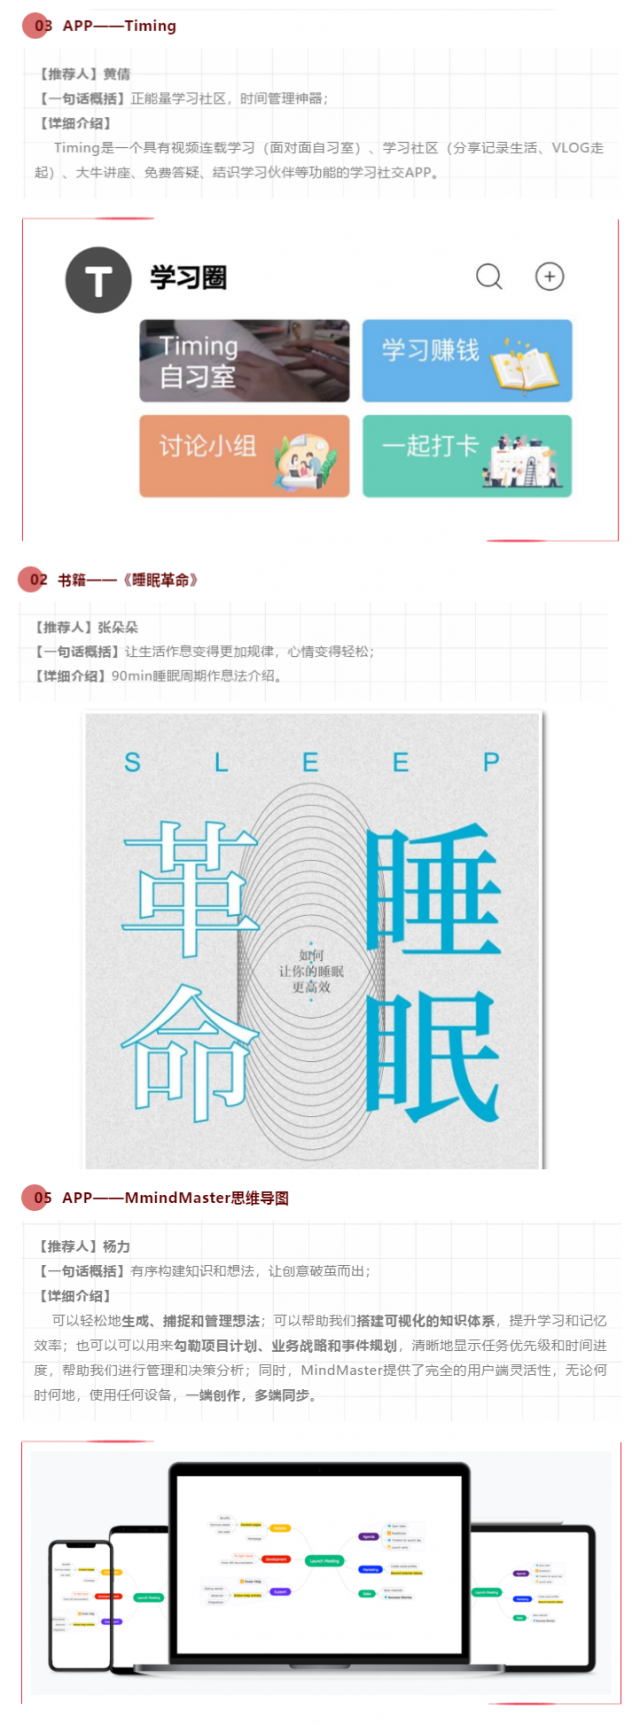 03 APP——Timing
【推荐人】黄倩
【一句话概括】正能量学习社区，时间管理神器；
【详细介绍】
Timing是一个具有视频连载学习（面对面自习室）、学习社区（分享记录生活、VLOG走
起）、大牛讲座、免费答疑、结识学习伙伴等功能的学习社交APP。
T 学习圈
Timing
自习室
学习赚钱
讨论小组
一起打卡
02 书籍——《睡眠革命》
【推荐人】张朵朵
【一句话概括】让生活作息变得更加规律，心情变得轻松；
【详细介绍】90min睡眠周期作息法介绍。
SLEEP
睡眠
革命
如何
让你的睡眠
更高效
05 APP——MmindMaster思维导图
【推荐人】杨力
【一句话概括】有序构建知识和想法，让创意破茧而出；
【详细介绍】
可以轻松地生成、捕捉和管理想法；可以帮助我们搭建可视化的知识体系，提升学习和记忆
效率；也可以可以用来勾勒项目计划、业务战略和事件规划，清晰地显示任务优先级和时间进
度，帮助我们进行管理和决策分析；同时，MindMaster提供了完全的用户端灵活性，无论何
时何地，使用任何设备，一端创作，多端同步。
Launch Meeting
Agenda
Marketing
Development
Support